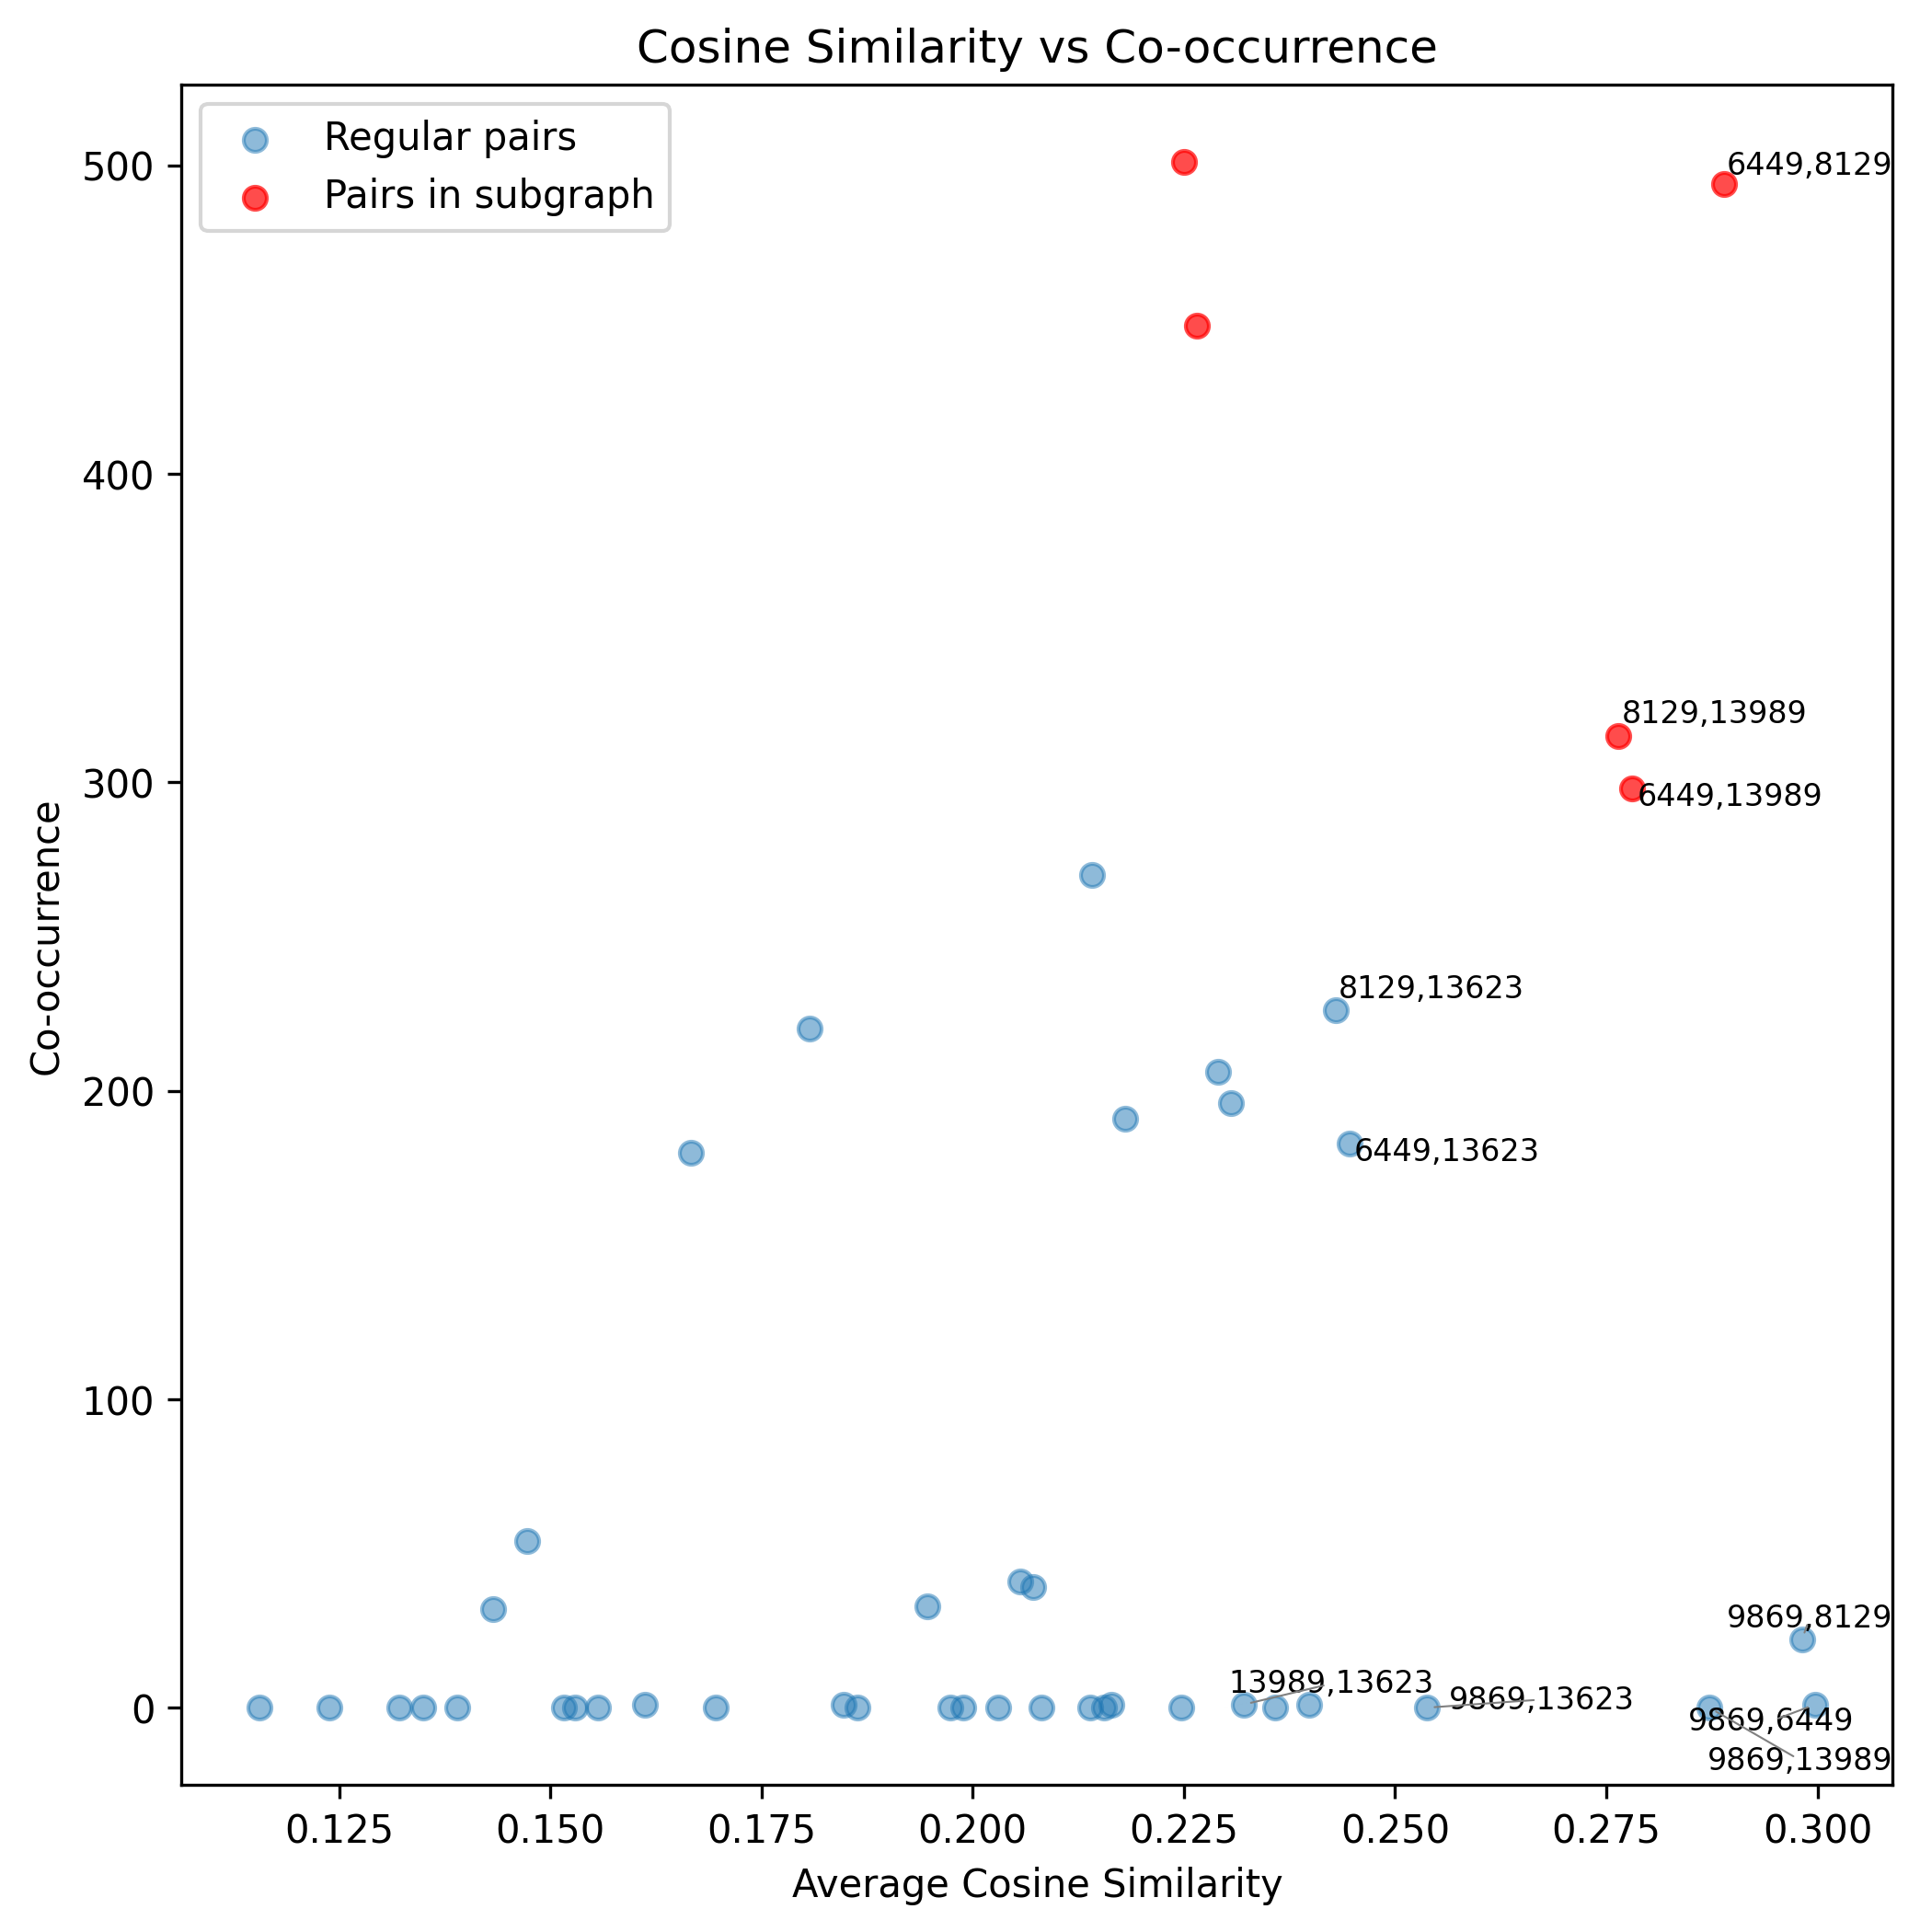 Cosine Similarity vs Co-occurrence
Regular pairs
Pairs in subgraph
Co-occurrence
500
400
300
200
100
0
6449,8129
8129,13989
6449,13989
8129,13623
6449,13623
9869,8129
13989,13623
9869,13623
9869,6449
9869,13989
0.125 0.150 0.175 0.200 0.225 0.250 0.275 0.300
Average Cosine Similarity